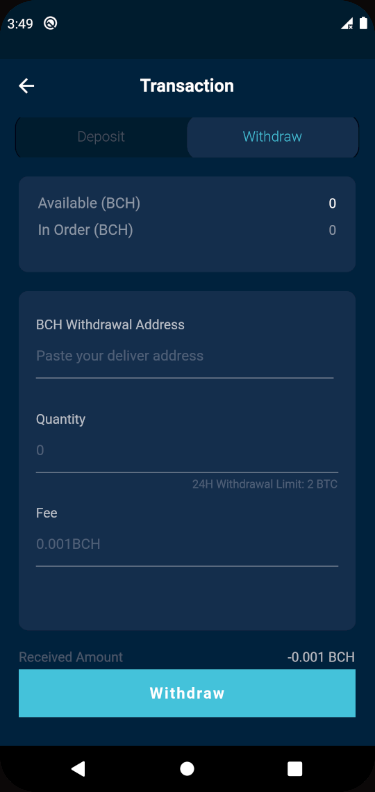 3:49
Transaction
Deposit
Withdraw
Available (BCH)
0
In Order (BCH)
0
BCH Withdrawal Address
Paste your deliver address
Quantity
0
24H Withdrawal Limit: 2 BTC
Fee
0.001BCH
Received Amount
-0.001 BCH
Withdraw